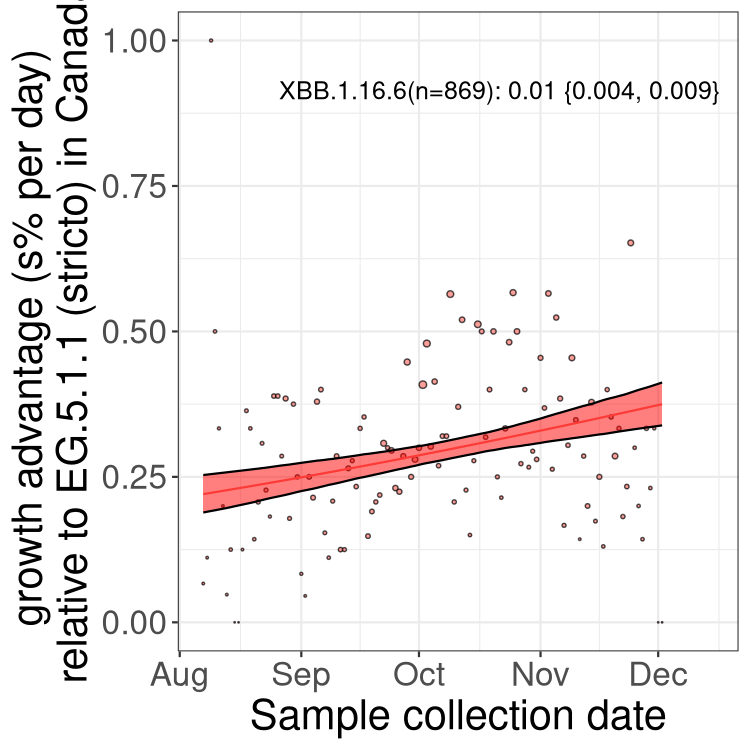 growth advantage (s% per day)
relative to EG.5.1.1 (stricto) in Canada
1.00
0.75
0.50
0.25
0.00
XBB.1.16.6(n=869): 0.01 {0.004, 0.009}
Aug Sep Oct Nov Dec
Sample collection date